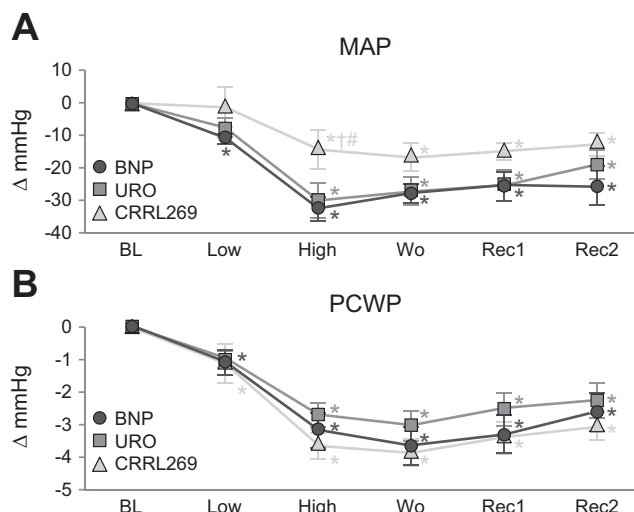 A
MAP
10
0
-10
-20
-30
-40
Δ mmHg
BNP
URO
CRRL269
*
*†#
*
*
*
*
*
*
*
*
*
*
*
BL Low High Wo Rec1 Rec2
B
PCWP
0
-1
-2
-3
-4
-5
Δ mmHg
BNP
URO
CRRL269
*
*
*
*
*
*
*
*
*
*
*
*
*
*
BL Low High Wo Rec1 Rec2